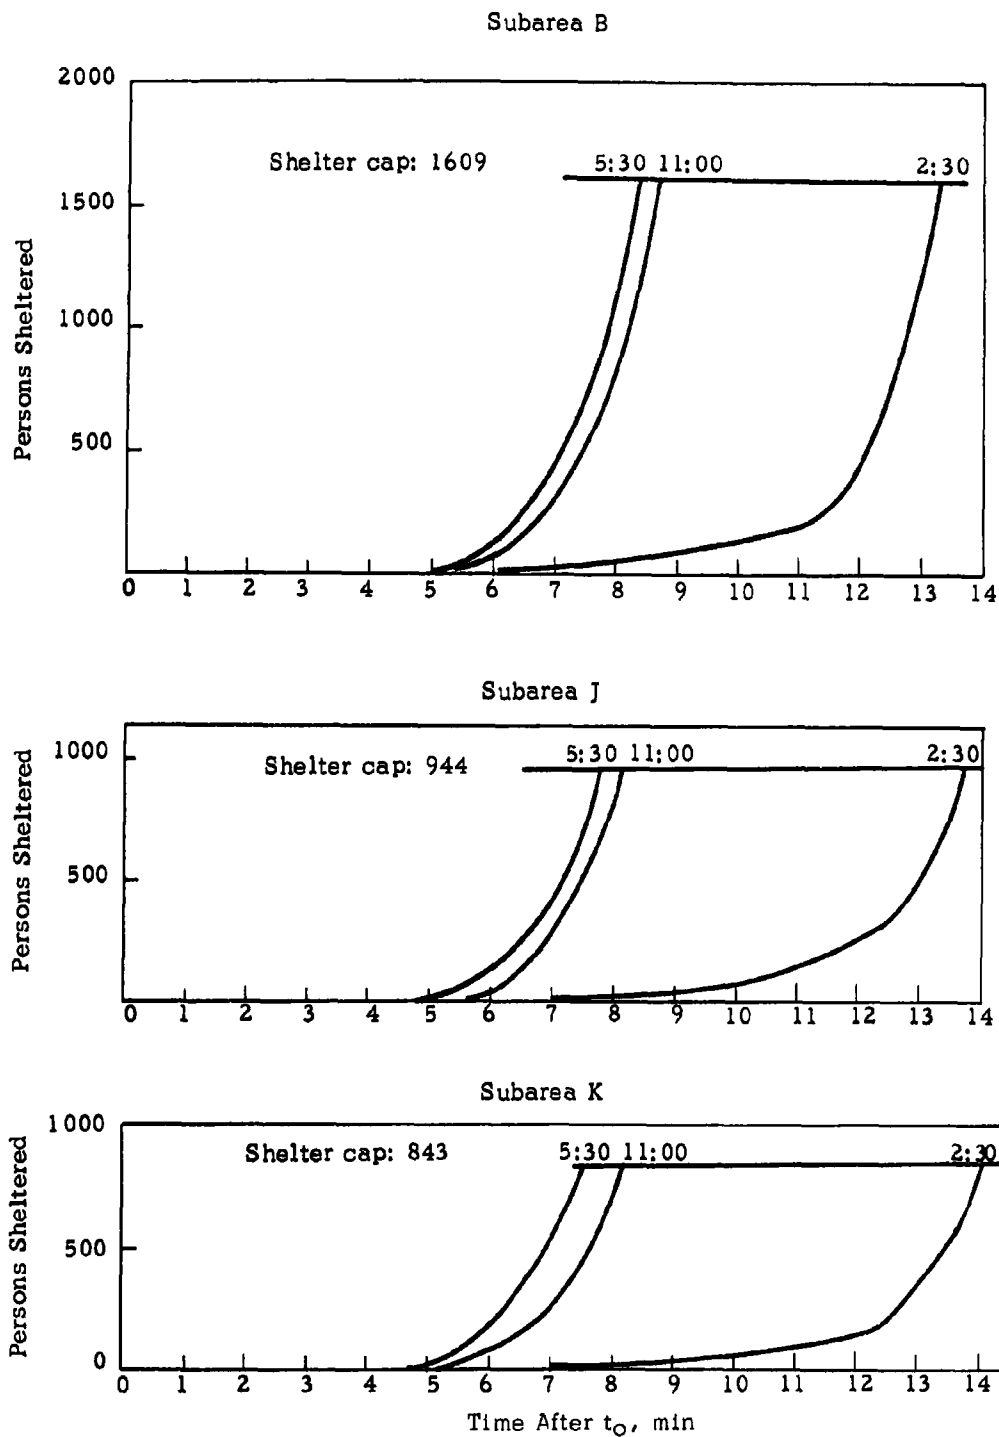 Subarea B
2000
Shelter cap: 1609
5:30 11:00
2:30
1500
1000
500
Persons Sheltered
0 1 2 3 4 5 6 7 8 9 10 11 12 13 14
Subarea J
1000
Shelter cap: 944
5:30 11:00
2:30
500
Persons Sheltered
0 1 2 3 4 5 6 7 8 9 10 11 12 13 14
Subarea K
1000
Shelter cap: 843
5:30 11:00
2:30
500
0
Persons Sheltered
0 1 2 3 4 5 6 7 8 9 10 11 12 13 14
Time After t₀, min